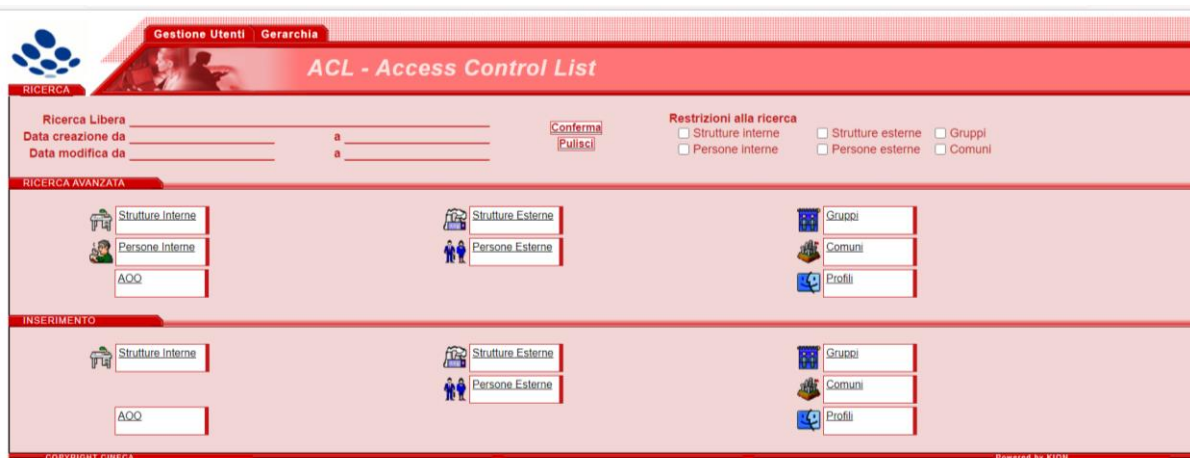 Gestione Utenti Gerarchia
ACL - Access Control List
RICERCA
Ricerca Libera
Conferma
Restrizioni alla ricerca
Data creazione da a
Pulisci
Strutture interne Strutture esterne Gruppi
Data modifica da a
Persone interne Persone esterne Comuni
RICERCA AVANZATA
Strutture Interne Strutture Esterne Gruppi
Persone Interne Persone Esterne Comuni
AOO Profili
INSERIMENTO
Strutture Interne Strutture Esterne Gruppi
Persone Esterne Comuni
AOO Profili
COPYRIGHT CINECA Powered by KION